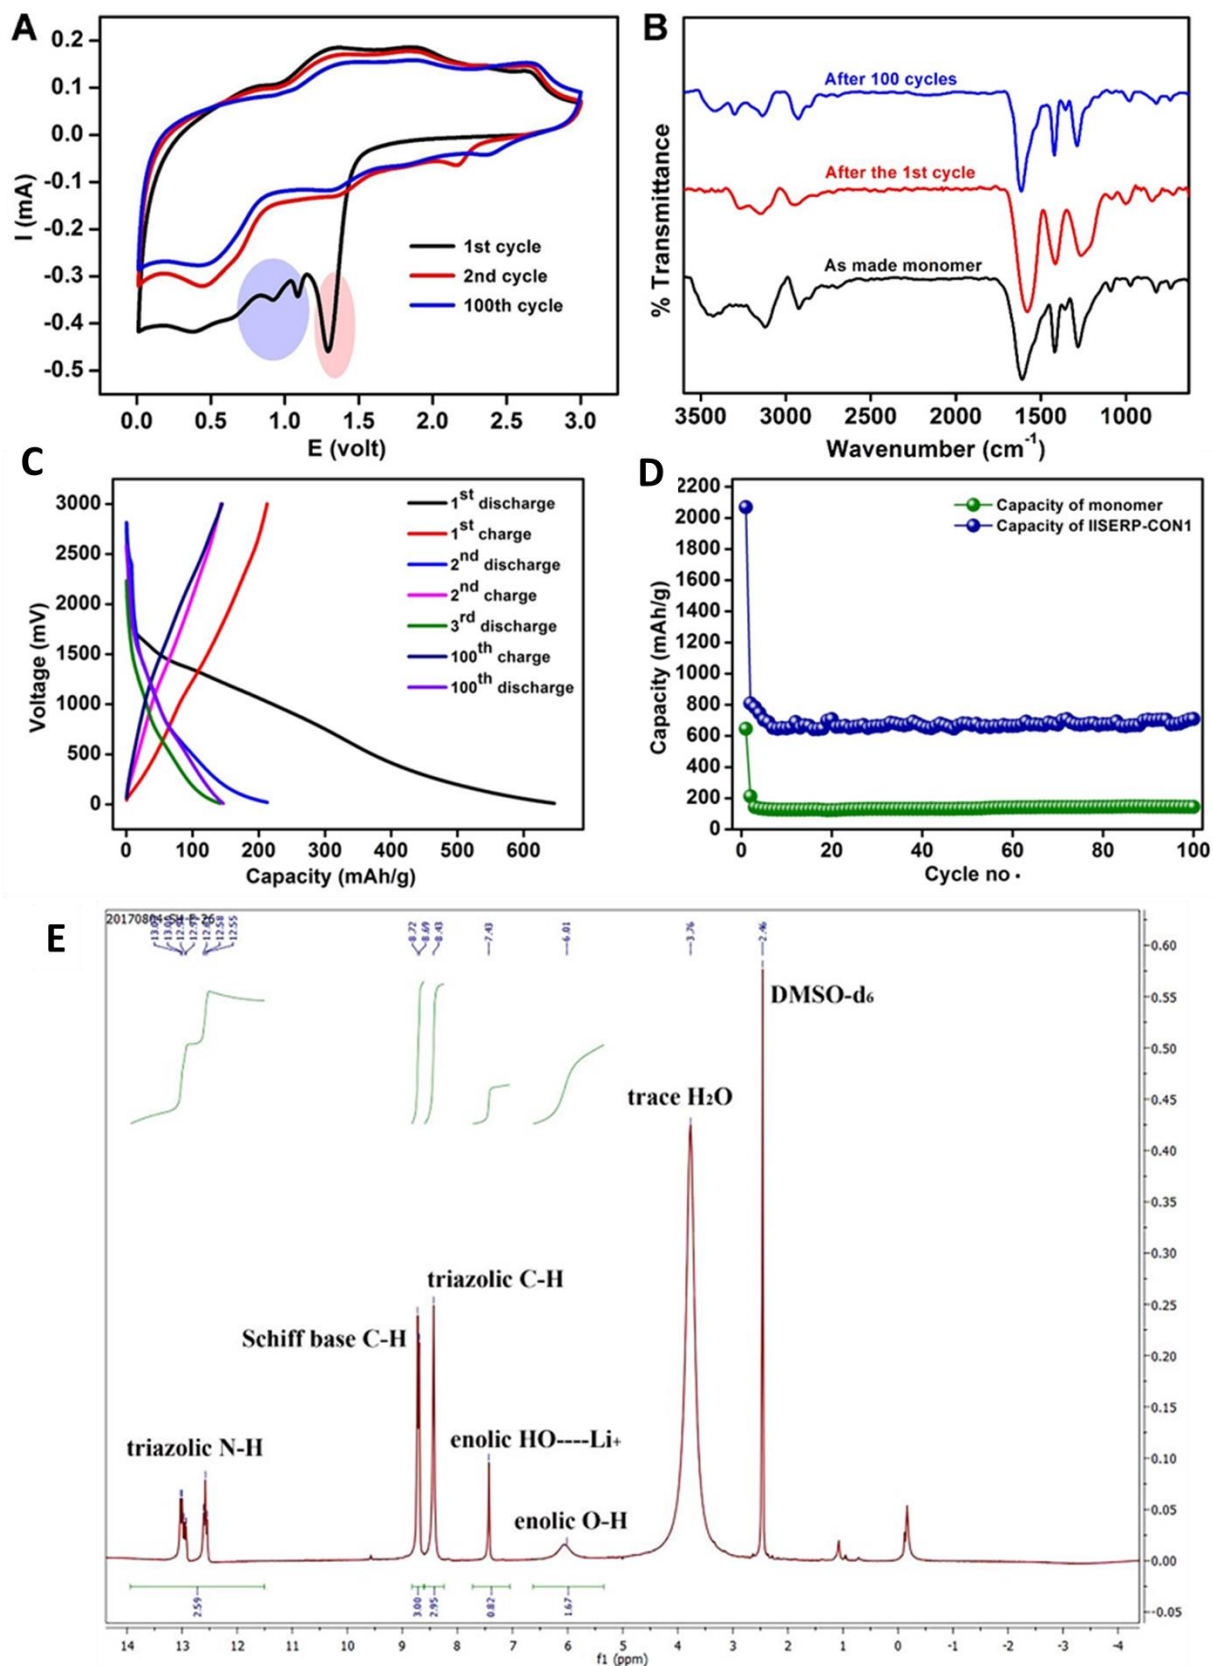 A
0.2
0.1
0.0
-0.1
-0.2
-0.3
-0.4
-0.5
I (mA)
1st cycle
2nd cycle
100th cycle
0.0 0.5 1.0 1.5 2.0 2.5 3.0
E (volt)
B
% Transmittance
After 100 cycles
After the 1st cycle
As made monomer
3500 3000 2500 2000 1500 1000
Wavenumber (cm-1)
C
3000
2500
2000
1500
1000
500
0
Voltage (mV)
1st discharge
1st charge
2nd discharge
2nd charge
3rd discharge
100th charge
100th discharge
0 100 200 300 400 500 600
Capacity (mAh/g)
D
2200
2000
1800
1600
1400
1200
1000
800
600
400
200
0
Capacity (mAh/g)
Capacity of monomer
Capacity of IISERP-CON1
0 20 40 60 80 100
Cycle no.
E
12.58
12.55
8.72
8.69
8.43
7.43
6.01
3.76
2.46
DMSO-d6
trace H2O
triazolic C-H
Schiff base C-H
triazolic N-H
enolic HO----Li+
enolic O-H
0.60
0.55
0.50
0.45
0.40
0.35
0.30
0.25
0.20
0.15
0.10
0.05
0.00
-0.05
2.59
3.00
2.95
0.82
1.67
14 13 12 11 10 9 8 7 6 5 4 3 2 1 0 -1 -2 -3 -4
f1 (ppm)